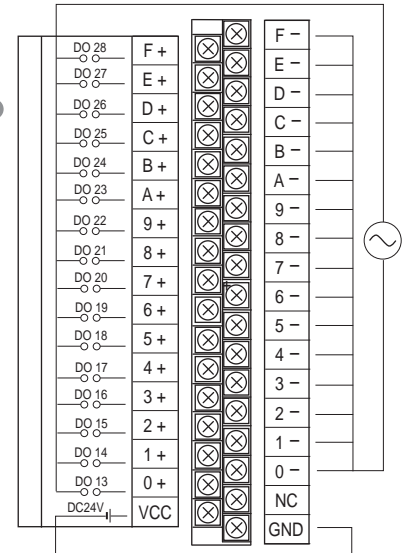 DO 28 F + F −
DO 27 E + E −
DO 26 D + D −
DO 25 C + C −
DO 24 B + B −
DO 23 A + A −
DO 22 9 + 9 −
DO 21 8 + 8 −
DO 20 7 + 7 −
DO 19 6 + 6 −
DO 18 5 + 5 −
DO 17 4 + 4 −
DO 16 3 + 3 −
DO 15 2 + 2 −
DO 14 1 + 1 −
DO 13 0 + 0 −
DC24V VCC NC
GND